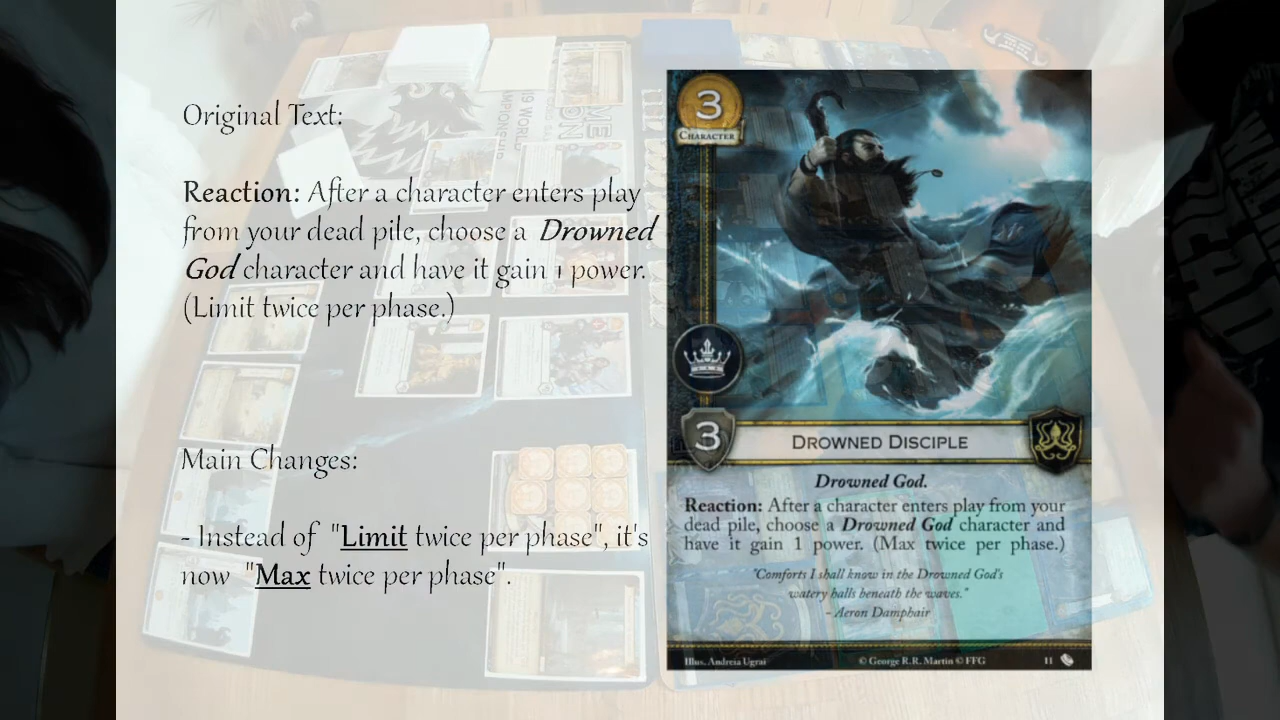 Original Text:
Reaction: After a character enters play
from your dead pile, choose a Drowned
God character and have it gain 1 power.
(Limit twice per phase.)
Main Changes:
- Instead of "Limit twice per phase", it's
now "Max twice per phase".
3
CHARACTER
3
DROWNED DISCIPLE
Drowned God.
Reaction: After a character enters play from your
dead pile, choose a Drowned God character and
have it gain 1 power. (Max twice per phase.)
"Comforts I shall know in the Drowned God's
watery halls beneath the waves."
- Aeron Damphair
Illus. Andreia Ugrai
© George R.R. Martin © FFG
11